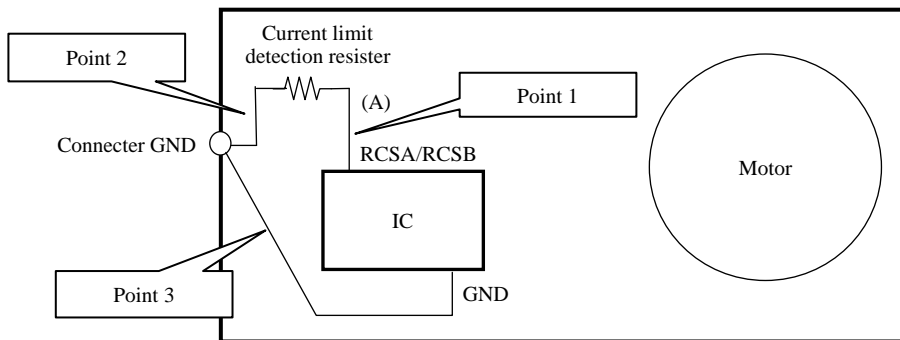 Current limit
detection resister
Point 2
(A)
Point 1
Connecter GND
RCSA/RCSB
Motor
IC
Point 3
GND